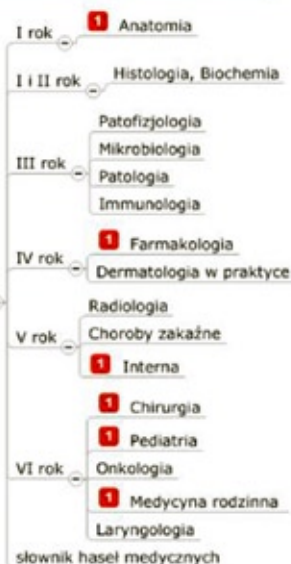 I rok
1 Anatomia
I i II rok
Histologia, Biochemia
III rok
Patofizjologia
Mikrobiologia
Patologia
Immunologia
IV rok
1 Farmakologia
Dermatologia w praktyce
V rok
Radiologia
Choroby zakaźne
1 Interna
VI rok
1 Chirurgia
1 Pediatria
Onkologia
1 Medycyna rodzinna
Laryngologia
słownik haseł medycznych